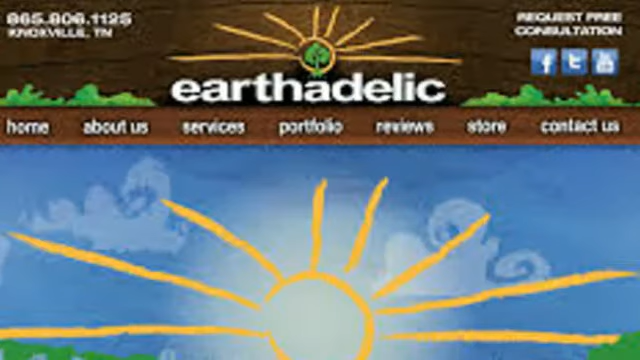 865.806.1125
KNOXVILLE, TN
REQUEST FREE
CONSULTATION
earthadelic
home about us services portfolio reviews store contact us